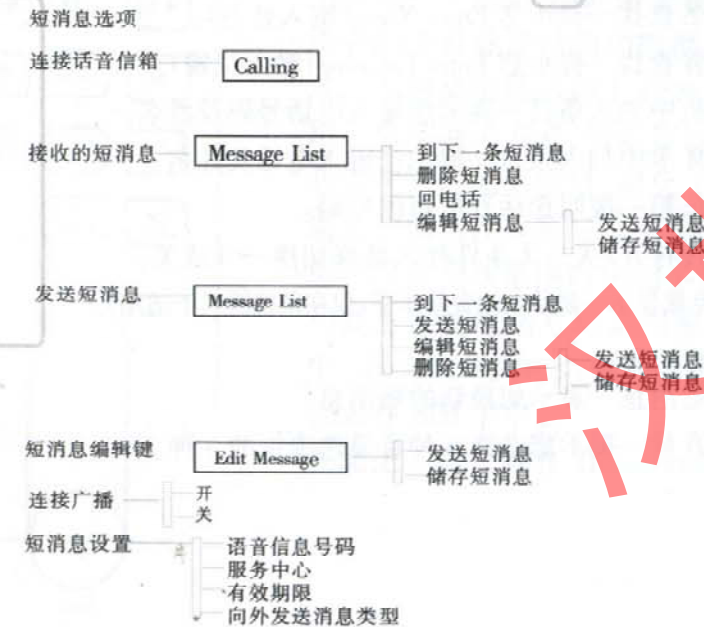 短消息选项
连接话音信箱 Calling
接收的短消息 Message List 到下一条短消息
删除短消息
回电话
编辑短消息 发送短消息
储存短消息
发送短消息 Message List 到下一条短消息
发送短消息
编辑短消息
删除短消息 发送短消息
储存短消息
短消息编辑键 Edit Message 发送短消息
储存短消息
连接广播 开
关
短消息设置 语音信息号码
服务中心
有效期限
向外发送消息类型
汉